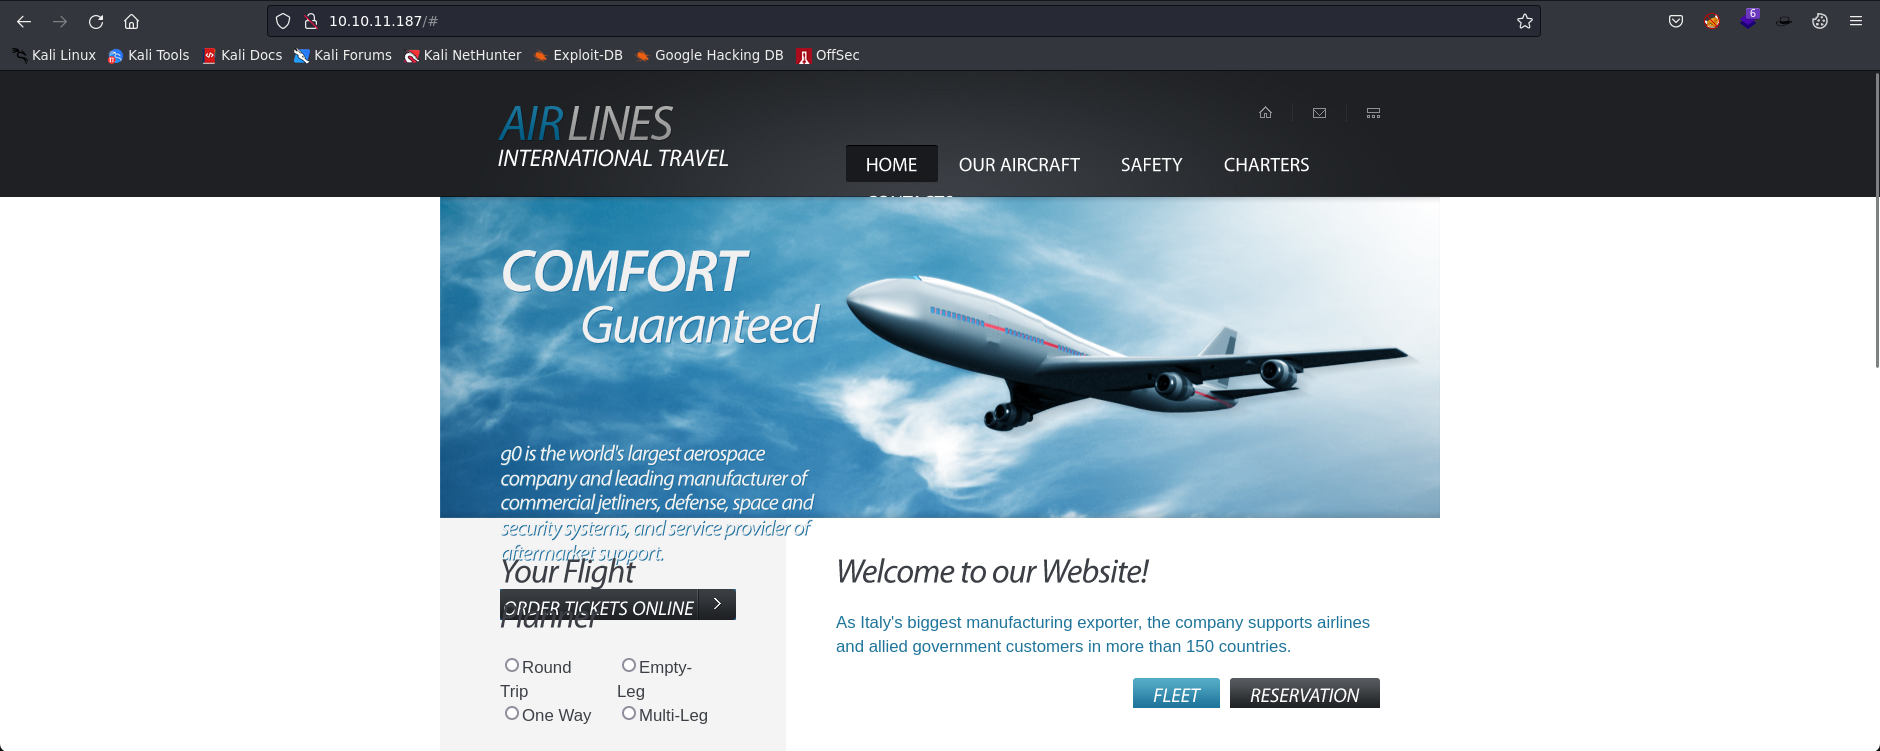 10.10.11.187/#
6
Kali Linux Kali Tools Kali Docs Kali Forums Kali NetHunter Exploit-DB Google Hacking DB OffSec
AIRLINES
INTERNATIONAL TRAVEL
HOME OUR AIRCRAFT SAFETY CHARTERS
CONTACTS
COMFORT
Guaranteed
g0 is the world's largest aerospace
company and leading manufacturer of
commercial jetliners, defense, space and
security systems, and service provider of
aftermarket support.
Your Flight
Planner
ORDER TICKETS ONLINE
Round
Trip
Empty-
Leg
One Way
Multi-Leg
Welcome to our Website!
As Italy's biggest manufacturing exporter, the company supports airlines
and allied government customers in more than 150 countries.
FLEET RESERVATION